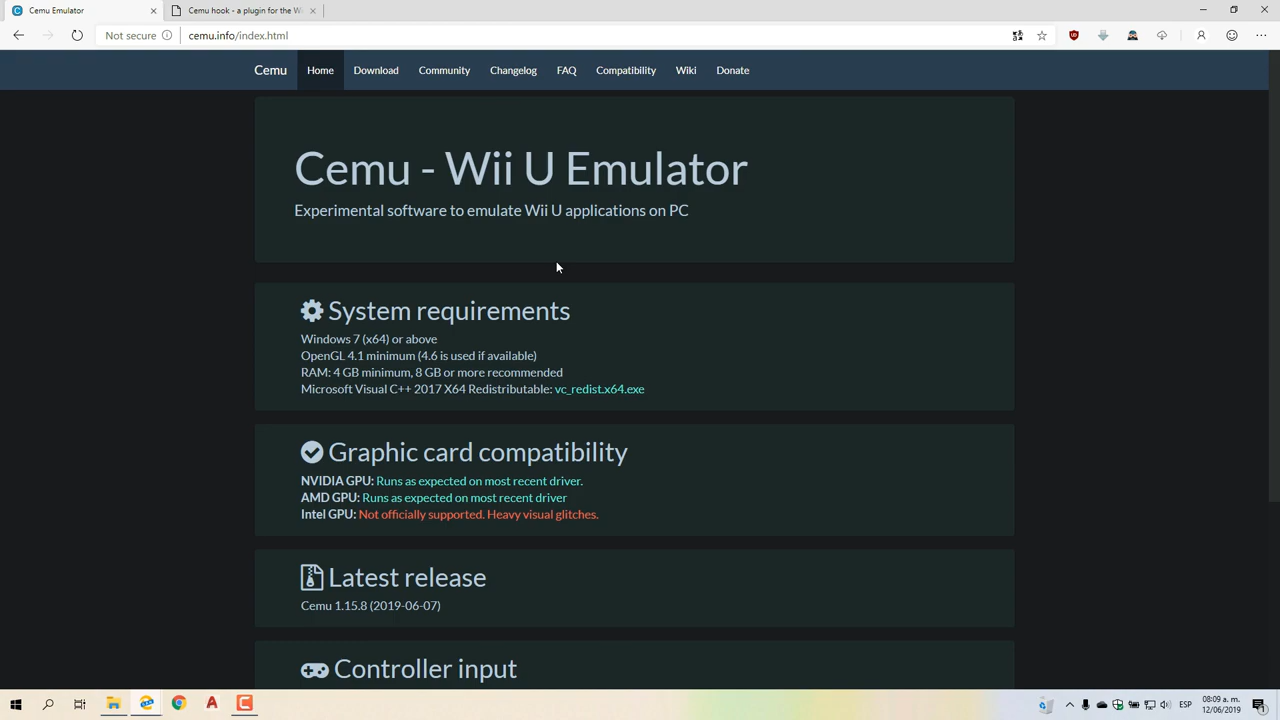 Cemu Emulator
Cemu hook - a plugin for the W
Not secure
cemu.info/index.html
Cemu
Home
Download
Community
Changelog
FAQ
Compatibility
Wiki
Donate
Cemu - Wii U Emulator
Experimental software to emulate Wii U applications on PC
System requirements
Windows 7 (x64) or above
OpenGL 4.1 minimum (4.6 is used if available)
RAM: 4 GB minimum, 8 GB or more recommended
Microsoft Visual C++ 2017 X64 Redistributable: vc_redist.x64.exe
Graphic card compatibility
NVIDIA GPU: Runs as expected on most recent driver.
AMD GPU: Runs as expected on most recent driver
Intel GPU: Not officially supported. Heavy visual glitches.
Latest release
Cemu 1.15.8 (2019-06-07)
Controller input
ESP
08:09 a. m.
12/06/2019